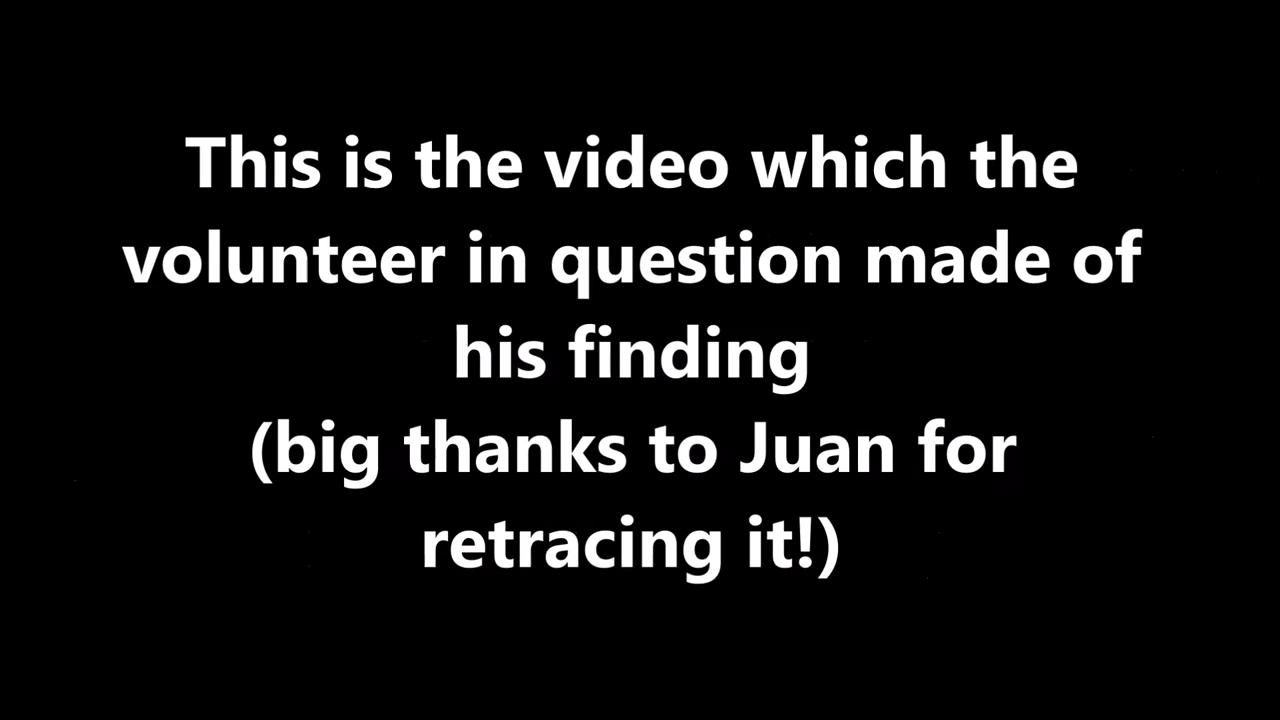 This is the video which the
volunteer in question made of
his finding
(big thanks to Juan for
retracing it!)